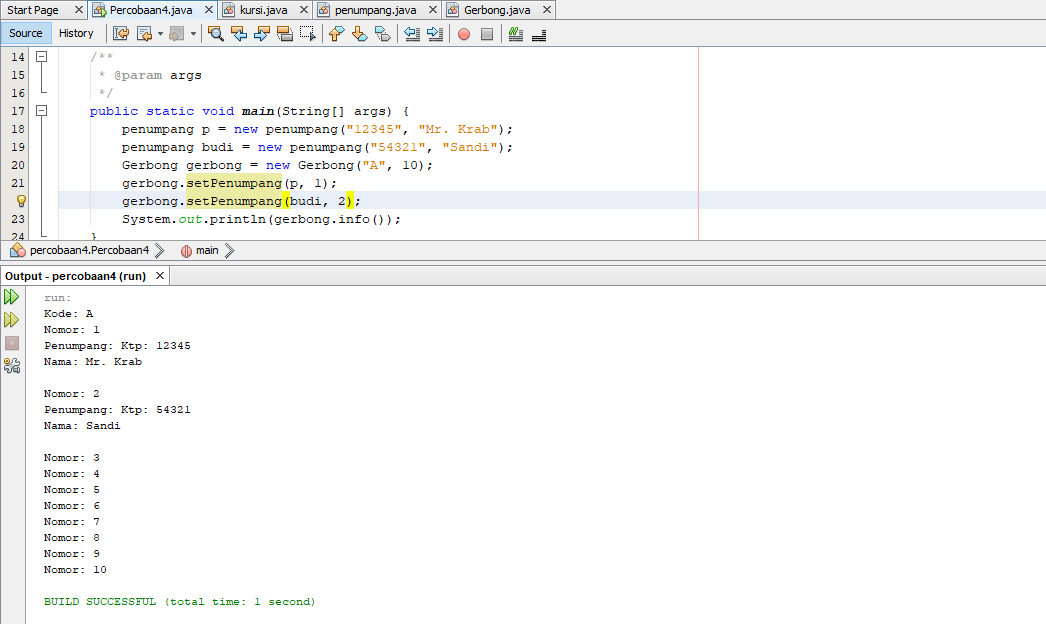 Start Page Percobaan4.java kursi.java penumpang.java Gerbong.java
Source History
14 /**
15 * @param args
16 */
17 public static void main(String[] args) {
18 penumpang p = new penumpang("12345", "Mr. Krab");
19 penumpang budi = new penumpang("54321", "Sandi");
20 Gerbong gerbong = new Gerbong("A", 10);
21 gerbong.setPenumpang(p, 1);
gerbong.setPenumpang(budi, 2);
23 System.out.println(gerbong.info());
24 }
percobaan4.Percobaan4 main
Output - percobaan4 (run)
run:
Kode: A
Nomor: 1
Penumpang: Ktp: 12345
Nama: Mr. Krab
Nomor: 2
Penumpang: Ktp: 54321
Nama: Sandi
Nomor: 3
Nomor: 4
Nomor: 5
Nomor: 6
Nomor: 7
Nomor: 8
Nomor: 9
Nomor: 10
BUILD SUCCESSFUL (total time: 1 second)